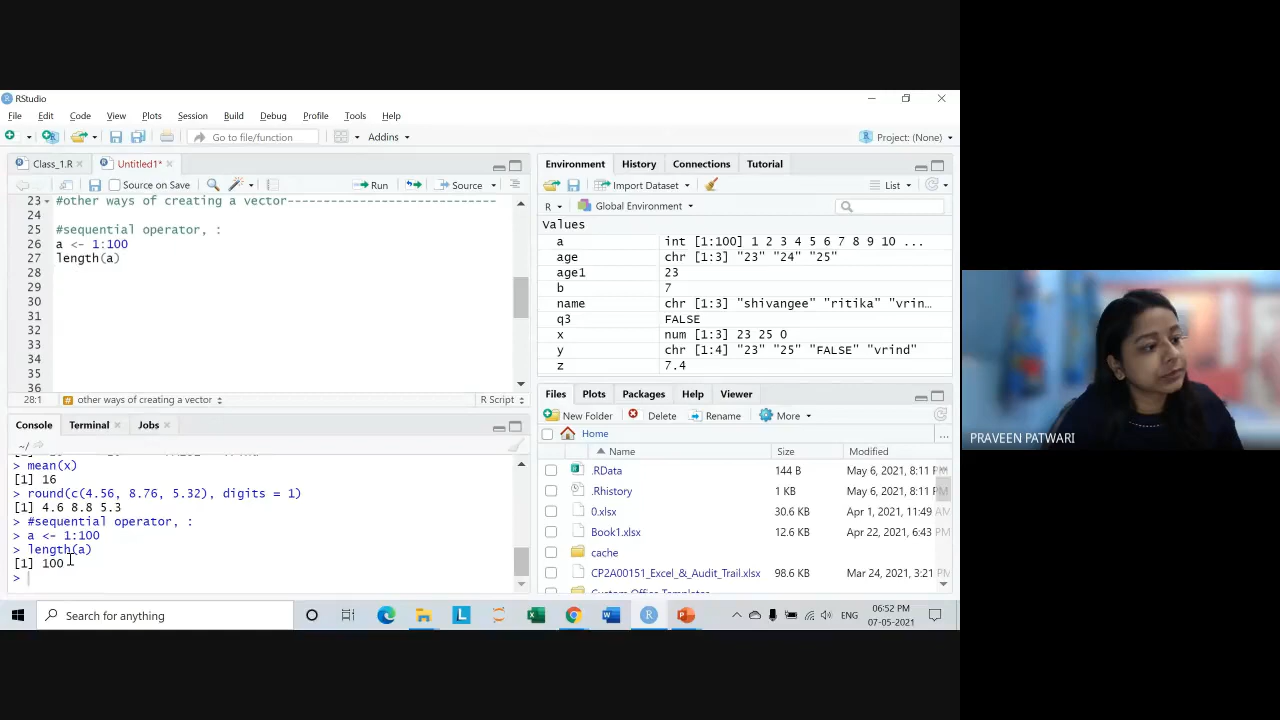 RStudio
File Edit Code View Plots Session Build Debug Profile Tools Help
Go to file/function Addins Project: (None)
Class_1.R Untitled1*
Source on Save Run Source
23 #other ways of creating a vector-----------------------------
24
25 #sequential operator, :
26 a <- 1:100
27 length(a)
28
29
30
31
32
33
34
35
36
28:1 other ways of creating a vector R Script
Console Terminal Jobs
~/
> mean(x)
[1] 16
> round(c(4.56, 8.76, 5.32), digits = 1)
[1] 4.6 8.8 5.3
> #sequential operator, :
> a <- 1:100
> length(a)
[1] 100
>
Environment History Connections Tutorial
Import Dataset List
R Global Environment
Values
a int [1:100] 1 2 3 4 5 6 7 8 9 10 ...
age chr [1:3] "23" "24" "25"
age1 23
b 7
name chr [1:3] "shivangee" "ritika" "vrin…
q3 FALSE
x num [1:3] 23 25 0
y chr [1:4] "23" "25" "FALSE" "vrind"
z 7.4
Files Plots Packages Help Viewer
New Folder Delete Rename More
Home ...
Name Size Modified
.RData 144 B May 6, 2021, 8:11 PM
.Rhistory 1 KB May 6, 2021, 8:11 PM
0.xlsx 30.6 KB Apr 1, 2021, 11:49 AM
Book1.xlsx 13.6 KB Apr 22, 2021, 6:43 PM
cache
CP2A00151_Excel_&_Audit_Trail.xlsx 98.6 KB Mar 24, 2021, 3:21 P
Search for anything
ENG
06:52 PM
07-05-2021
PRAVEEN PATWARI